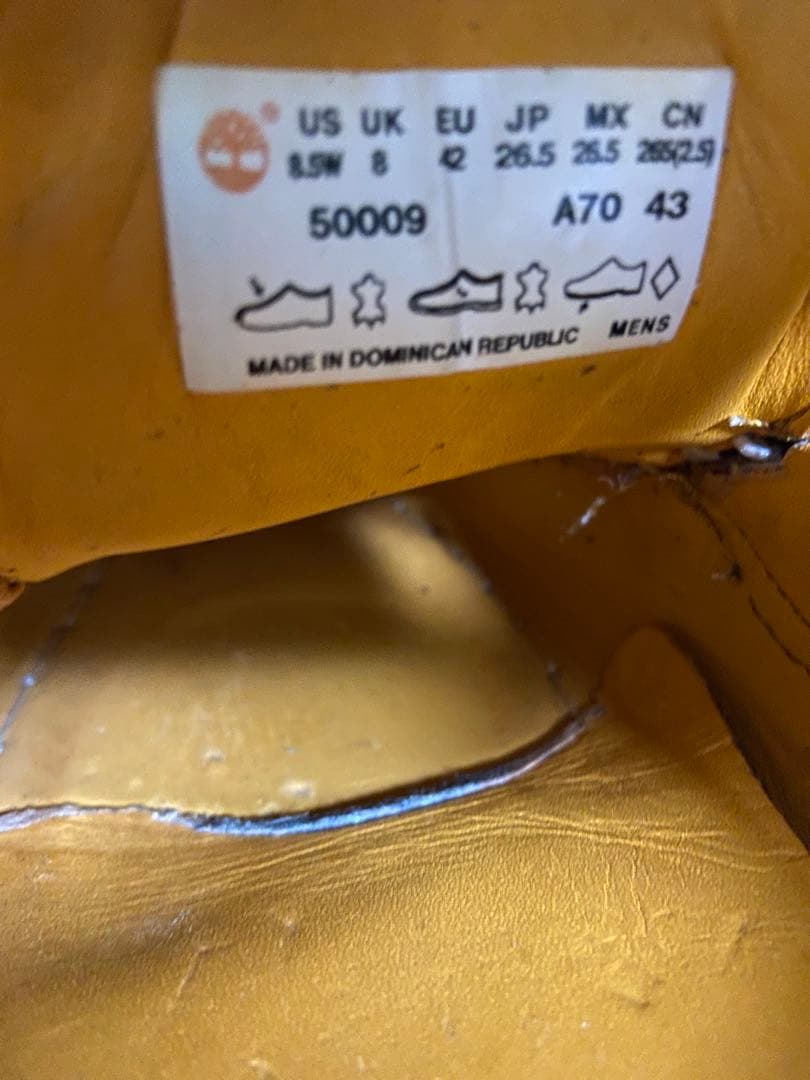 ® US UK EU JP MX CN
8.5W 8 42 26.5 26.5 265(2.5)
50009 A70 43
MADE IN DOMINICAN REPUBLIC MENS